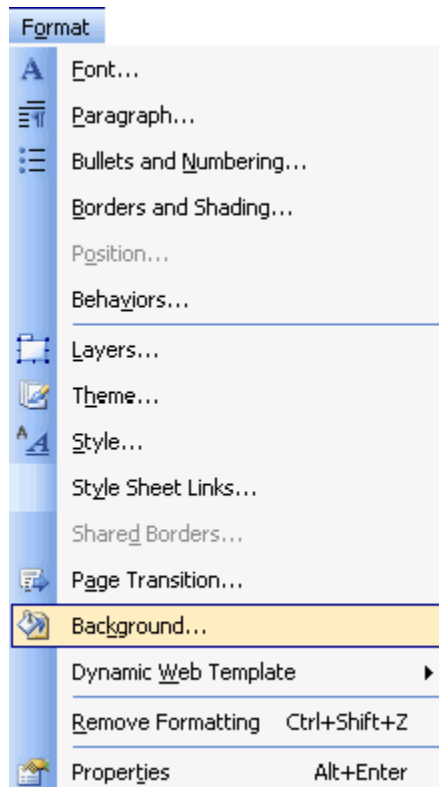 Format
Font...
Paragraph...
Bullets and Numbering...
Borders and Shading...
Position...
Behaviors...
Layers...
Theme...
Style...
Style Sheet Links...
Shared Borders...
Page Transition...
Background...
Dynamic Web Template
Remove Formatting Ctrl+Shift+Z
Properties Alt+Enter